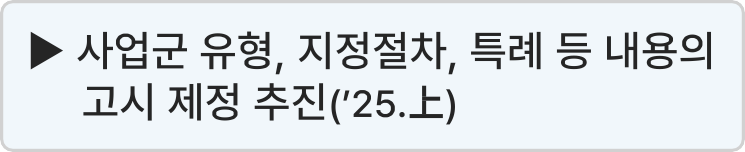 ▶ 사업군 유형, 지정절차, 특례 등 내용의
고시 제정 추진(’25.上)